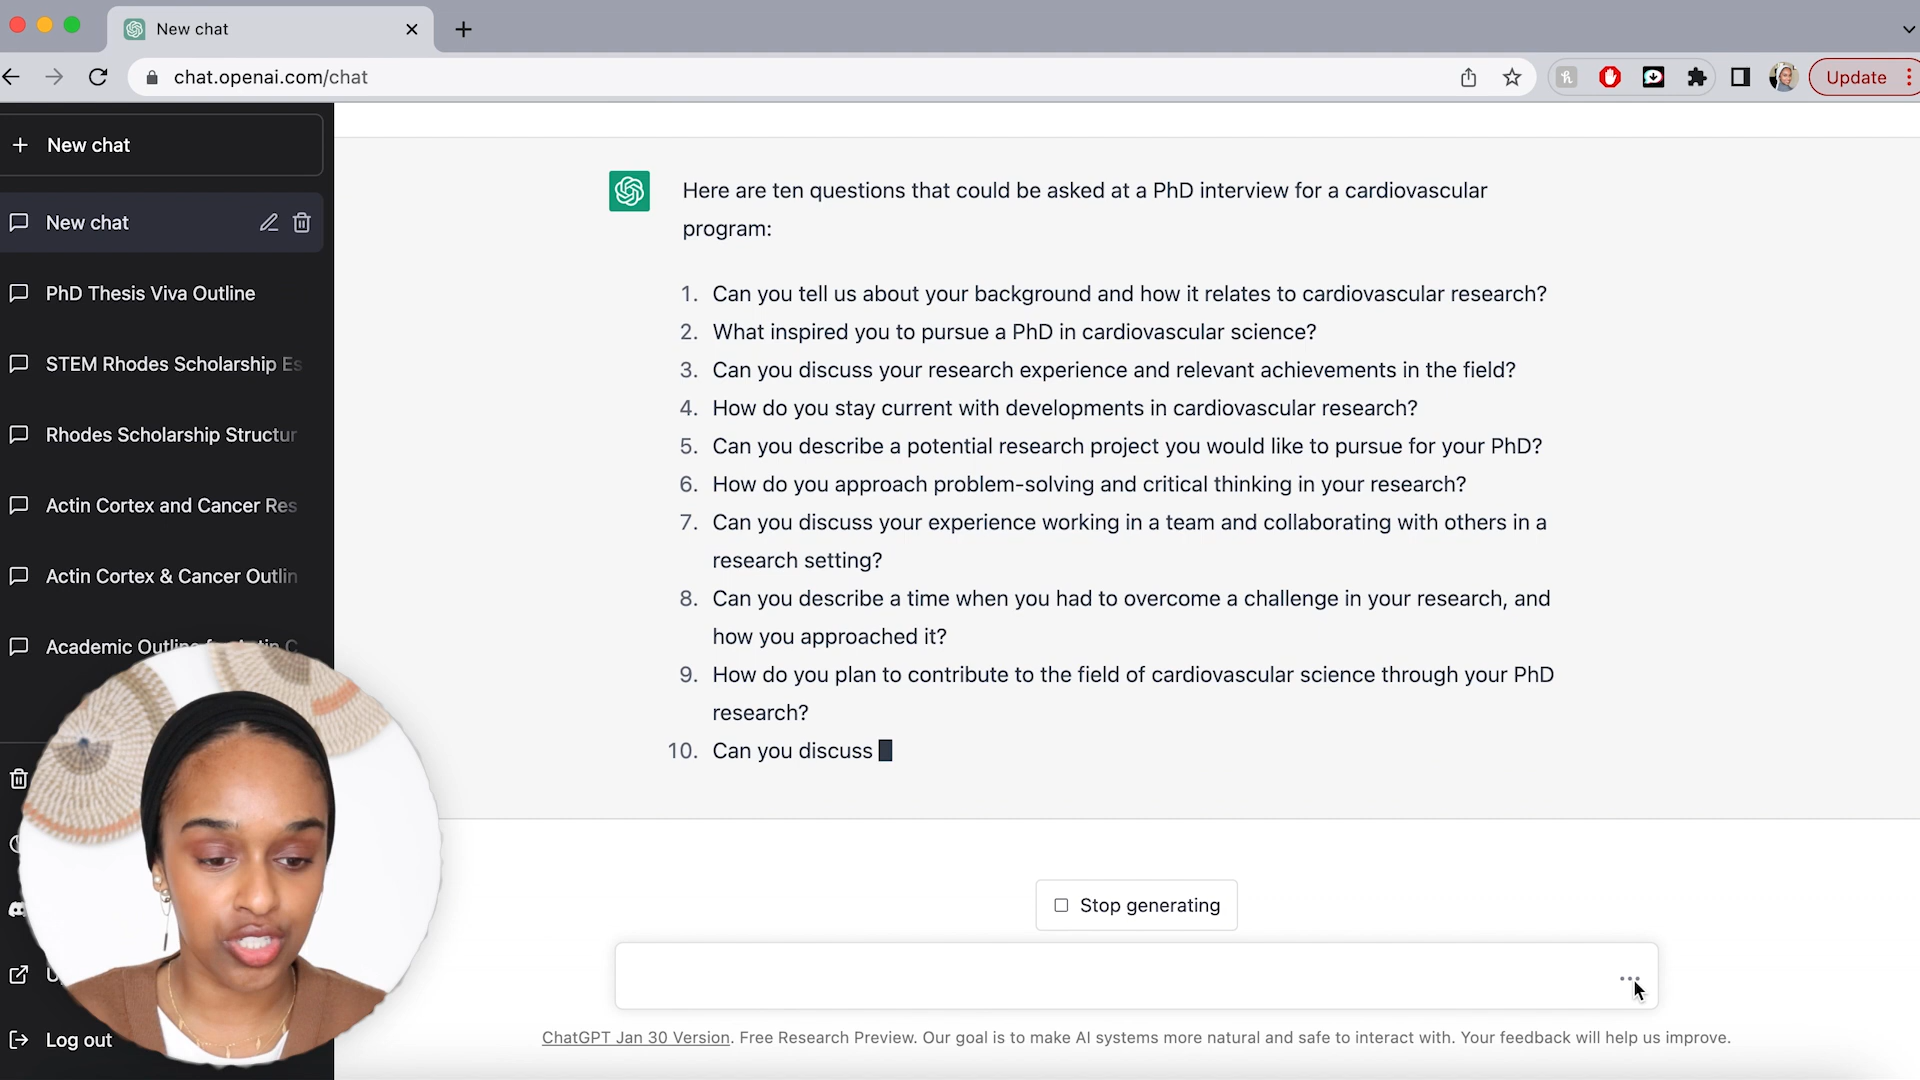 New chat
chat.openai.com/chat
Update
New chat
New chat
PhD Thesis Viva Outline
STEM Rhodes Scholarship Es
Rhodes Scholarship Structur
Actin Cortex and Cancer Res
Actin Cortex & Cancer Outlin
Academic
Log out
Here are ten questions that could be asked at a PhD interview for a cardiovascular
program:
1. Can you tell us about your background and how it relates to cardiovascular research?
2. What inspired you to pursue a PhD in cardiovascular science?
3. Can you discuss your research experience and relevant achievements in the field?
4. How do you stay current with developments in cardiovascular research?
5. Can you describe a potential research project you would like to pursue for your PhD?
6. How do you approach problem-solving and critical thinking in your research?
7. Can you discuss your experience working in a team and collaborating with others in a
research setting?
8. Can you describe a time when you had to overcome a challenge in your research, and
how you approached it?
9. How do you plan to contribute to the field of cardiovascular science through your PhD
research?
10. Can you discuss
Stop generating
ChatGPT Jan 30 Version. Free Research Preview. Our goal is to make AI systems more natural and safe to interact with. Your feedback will help us improve.